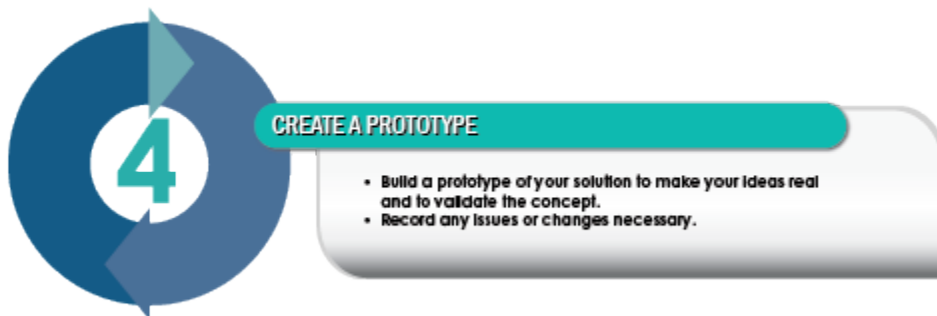 4
CREATE A PROTOTYPE
• Build a prototype of your solution to make your ideas real
and to validate the concept.
• Record any issues or changes necessary.